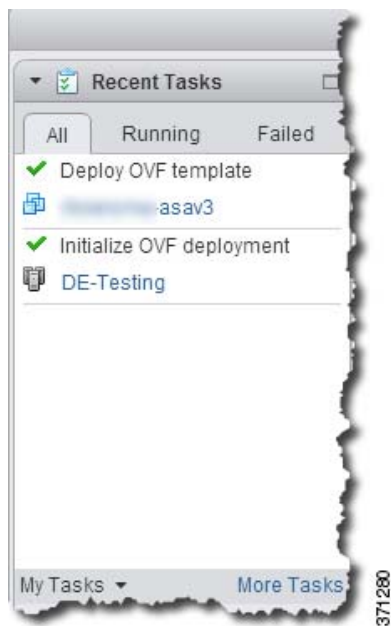 Recent Tasks
All Running Failed
Deploy OVF template
asav3
Initialize OVF deployment
DE-Testing
My Tasks More Tasks
371280